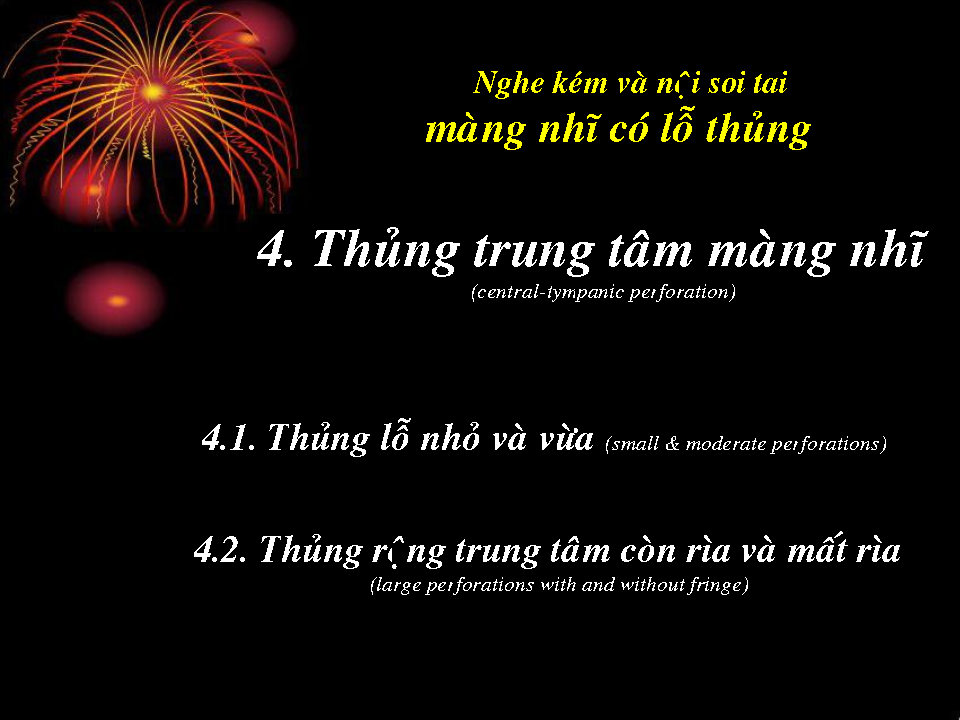 Nghe kém và nội soi tai
màng nhĩ có lỗ thủng
4. Thủng trung tâm màng nhĩ
(central-tympanic perforation)
4.1. Thủng lỗ nhỏ và vừa (small & moderate perforations)
4.2. Thủng rộng trung tâm còn rìa và mất rìa
(large perforations with and without fringe)